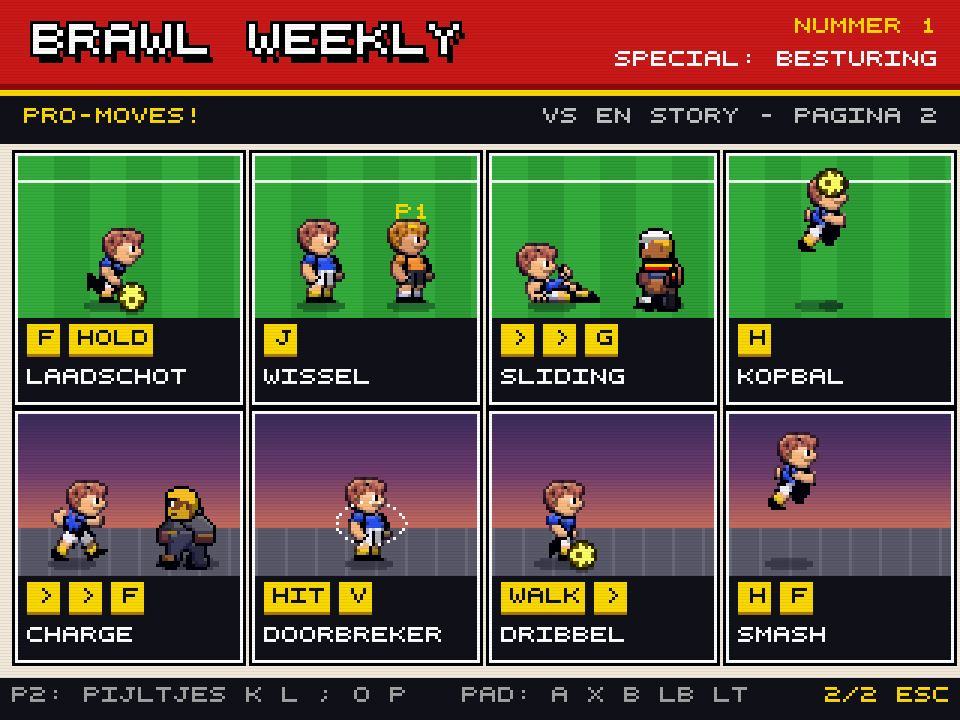 BRAWL WEEKLY
NUMMER 1
SPECIAL: BESTURING
PRO-MOVES!
VS EN STORY - PAGINA 2
P1
F HOLD
LAADSCHOT
J
WISSEL
> > G
SLIDING
H
KOPBAL
> > F
CHARGE
HIT V
DOORBREKER
WALK >
DRIBBEL
H F
SMASH
P2: PIJLTJES K L ; O P
PAD: A X B LB LT
2/2 ESC